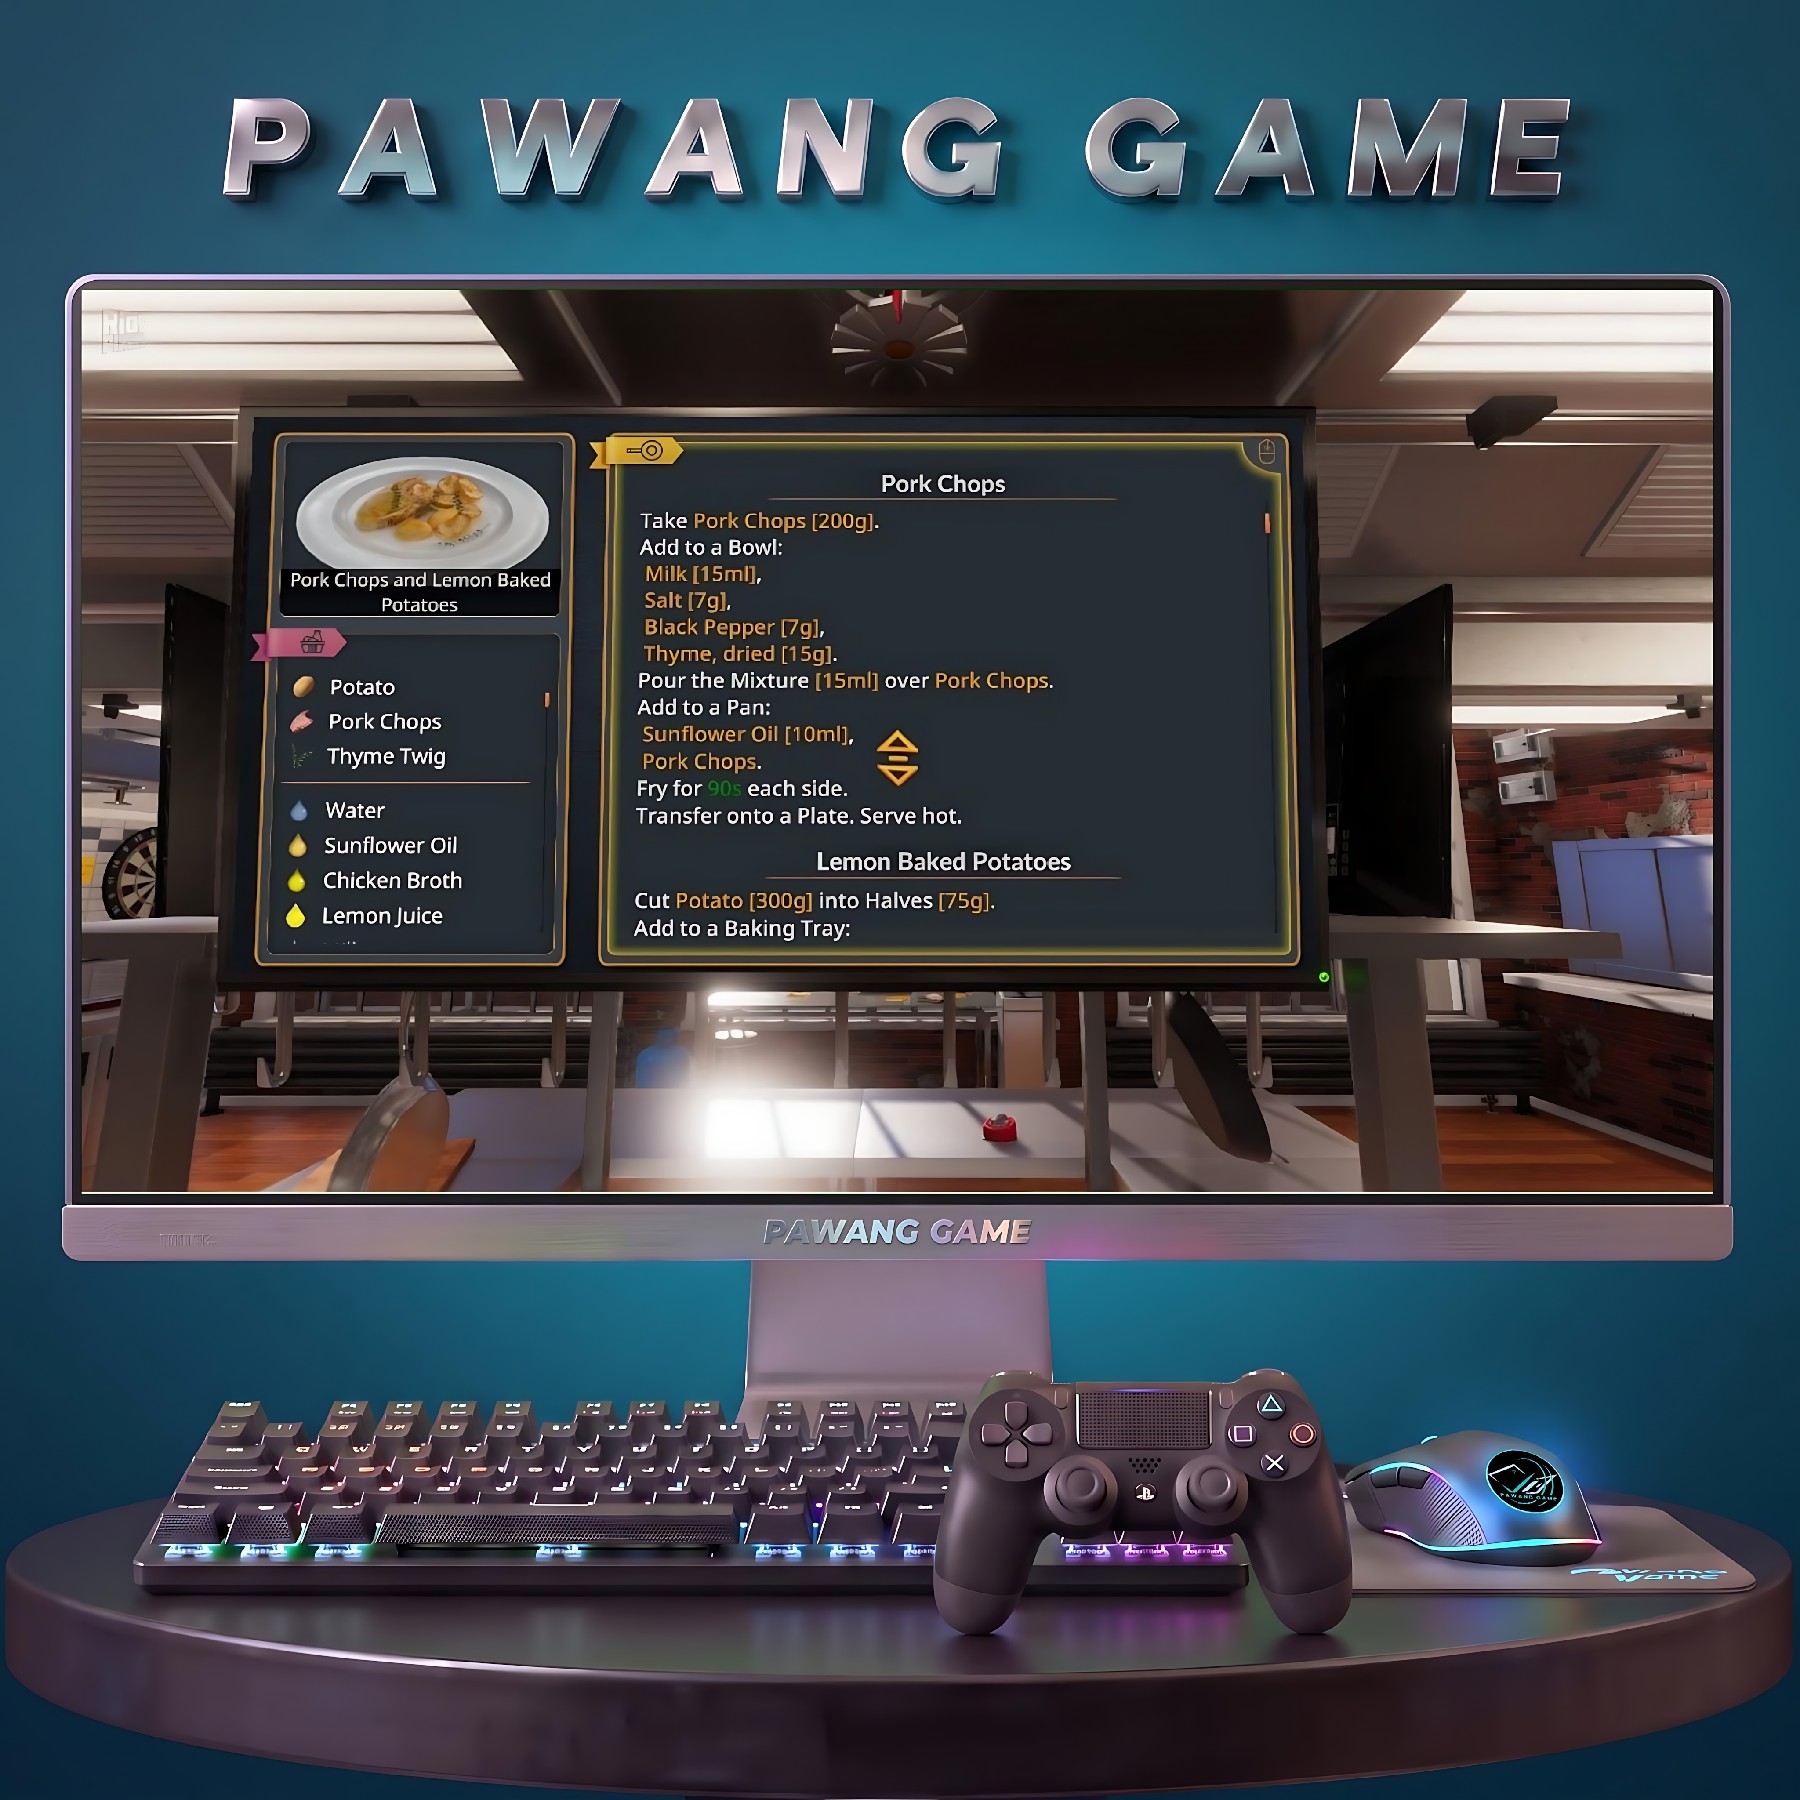 PAWANG GAME
Pork Chops and Lemon Baked
Potatoes
Potato
Pork Chops
Thyme Twig
Water
Sunflower Oil
Chicken Broth
Lemon Juice
Pork Chops
Take Pork Chops [200g].
Add to a Bowl:
Milk [15ml],
Salt [7g],
Black Pepper [7g],
Thyme, dried [15g].
Pour the Mixture [15ml] over Pork Chops.
Add to a Pan:
Sunflower Oil [10ml],
Pork Chops.
Fry for 90s each side.
Transfer onto a Plate. Serve hot.
Lemon Baked Potatoes
Cut Potato [300g] into Halves [75g].
Add to a Baking Tray:
PAWANG GAME
PAWANG GAME